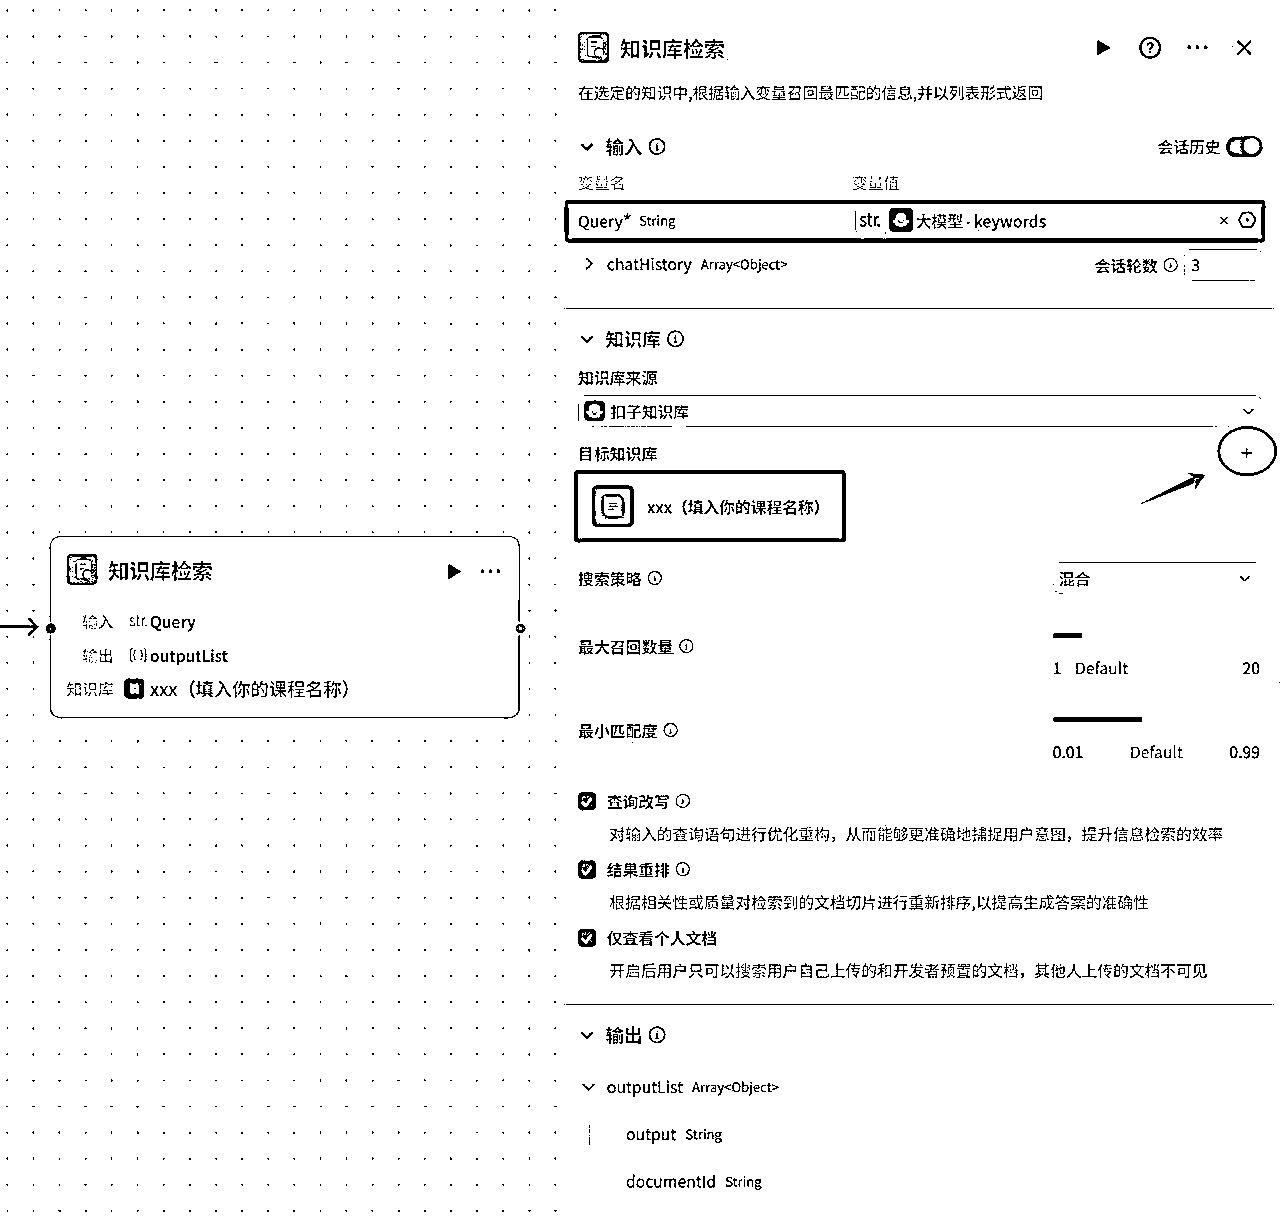 知识库检索
输入 str. Query
输出 [{}] outputList
知识库 xxx（填入你的课程名称）
知识库检索
在选定的知识中,根据输入变量召回最匹配的信息,并以列表形式返回
输入 会话历史
变量名 变量值
Query* String str. 大模型 - keywords
chatHistory Array<Object> 会话轮数 3
知识库
知识库来源
扣子知识库
目标知识库
xxx（填入你的课程名称）
搜索策略 混合
最大召回数量
1 Default 20
最小匹配度
0.01 Default 0.99
查询改写
对输入的查询语句进行优化重构，从而能够更准确地捕捉用户意图，提升信息检索的效率
结果重排
根据相关性或质量对检索到的文档切片进行重新排序,以提高生成答案的准确性
仅查看个人文档
开启后用户只可以搜索用户自己上传的和开发者预置的文档，其他人上传的文档不可见
输出
outputList Array<Object>
output String
documentId String